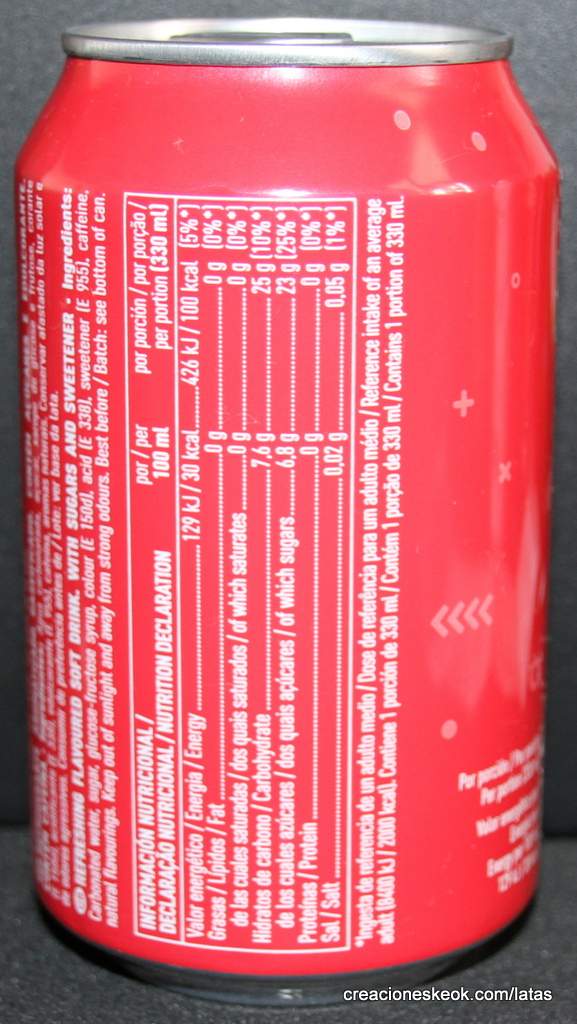 REFRESHING FLAVOURED SOFT DRINK. WITH SUGARS AND SWEETENER • Ingredients:
Carbonated water, sugar, glucose-fructose syrup, colour (E 150d), acid (E 338), sweetener (E 955), caffeine,
natural flavourings. Keep out of sunlight and away from strong odours. Best before / Batch: see bottom of can.
INFORMACIÓN NUTRICIONAL /
DECLARAÇÃO NUTRICIONAL / NUTRITION DECLARATION
por / per
100 ml
por porción / por porção /
per portion (330 ml)
Valor energético / Energia / Energy 129 kJ / 30 kcal 426 kJ / 100 kcal (5%*)
Grasas / Lípidos / Fat 0 g 0 g (0%*)
de las cuales saturadas / dos quais saturados / of which saturates 0 g 0 g (0%*)
Hidratos de carbono / Carbohydrate 7,6 g 25 g (10%*)
de los cuales azúcares / dos quais açúcares / of which sugars 6,8 g 23 g (25%*)
Proteínas / Protein 0 g 0 g (0%*)
Sal / Salt 0,02 g 0,05 g (1%*)
*Ingesta de referencia de un adulto medio / Dose de referência para um adulto médio / Reference intake of an average
adult (8400 kJ / 2000 kcal). Contiene 1 porción de 330 ml / Contém 1 porção de 330 ml / Contains 1 portion of 330 ml.
Por porção / Por
Por portion
Valor
creacioneskeok.com/latas